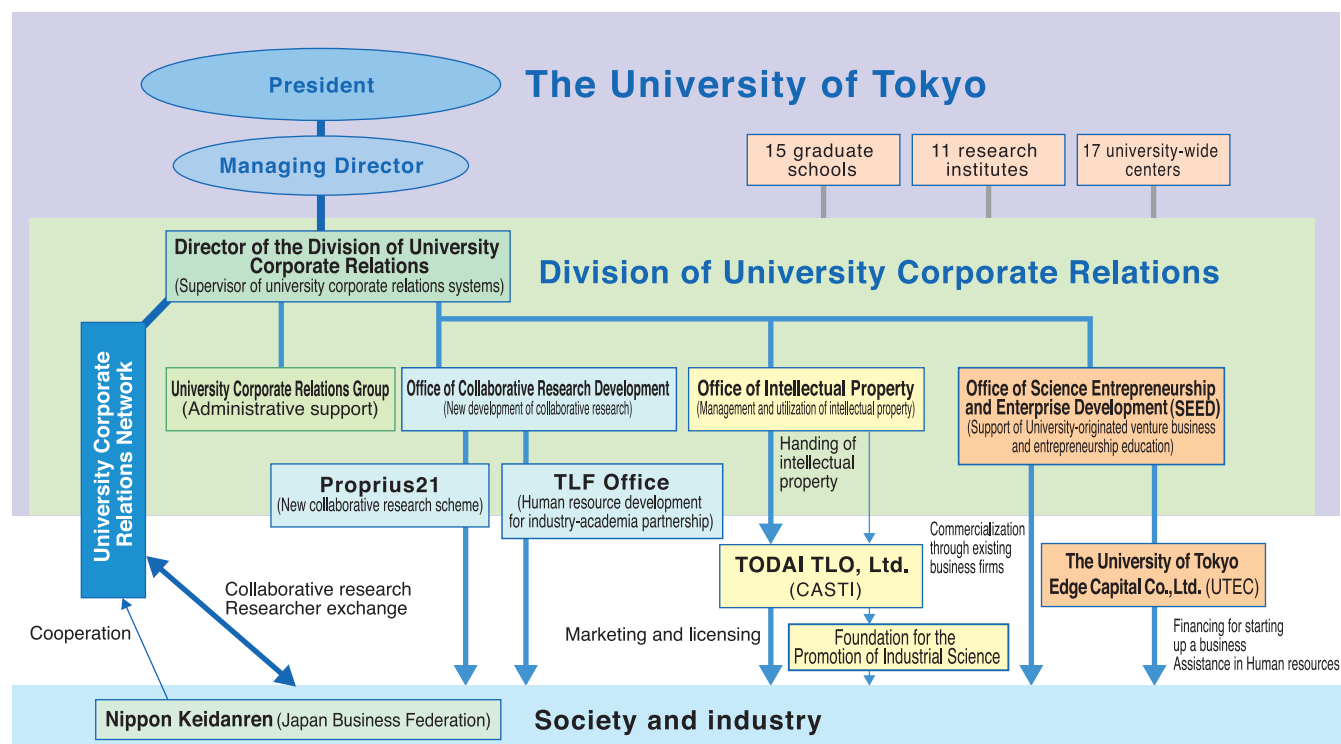 President
The University of Tokyo
Managing Director
15 graduate
schools
11 research
institutes
17 university-wide
centers
Director of the Division of University
Corporate Relations
(Supervisor of university corporate relations systems)
Division of University Corporate Relations
University Corporate
Relations Network
University Corporate Relations Group
(Administrative support)
Office of Collaborative Research Development
(New development of collaborative research)
Office of Intellectual Property
(Management and utilization of intellectual property)
Office of Science Entrepreneurship
and Enterprise Development (SEED)
(Support of University-originated venture business
and entrepreneurship education)
Handing of
intellectual
property
Proprius21
(New collaborative research scheme)
TLF Office
(Human resource development
for industry-academia partnership)
Commercialization
through existing
business firms
TODAI TLO, Ltd.
(CASTI)
The University of Tokyo
Edge Capital Co.,Ltd. (UTEC)
Collaborative research
Researcher exchange
Cooperation
Marketing and licensing
Foundation for the
Promotion of Industrial Science
Financing for starting
up a business
Assistance in Human resources
Nippon Keidanren (Japan Business Federation)
Society and industry